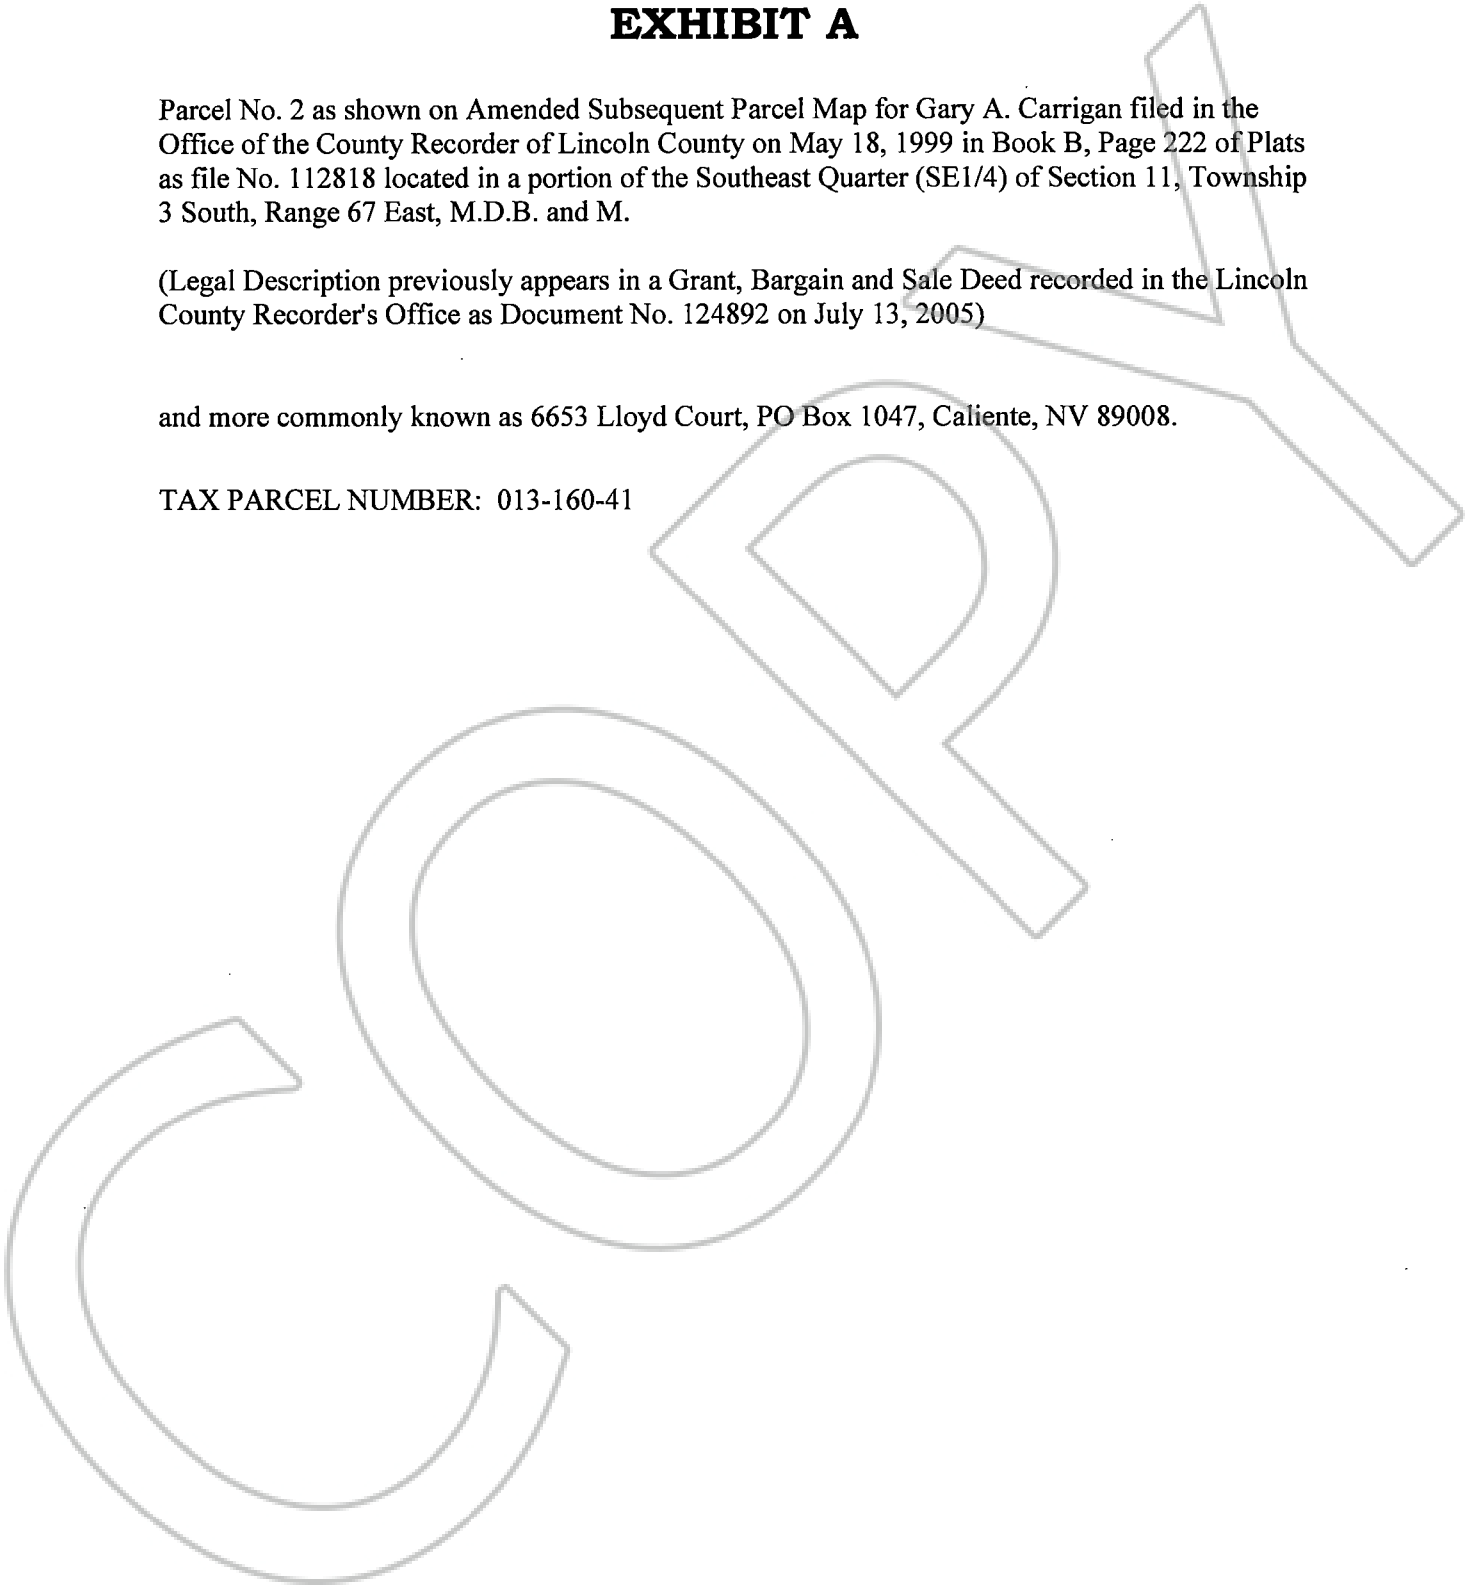 EXHIBIT A
Parcel No. 2 as shown on Amended Subsequent Parcel Map for Gary A. Carrigan filed in the
Office of the County Recorder of Lincoln County on May 18, 1999 in Book B, Page 222 of Plats
as file No. 112818 located in a portion of the Southeast Quarter (SE1/4) of Section 11, Township
3 South, Range 67 East, M.D.B. and M.
(Legal Description previously appears in a Grant, Bargain and Sale Deed recorded in the Lincoln
County Recorder's Office as Document No. 124892 on July 13, 2005)
and more commonly known as 6653 Lloyd Court, PO Box 1047, Caliente, NV 89008.
TAX PARCEL NUMBER: 013-160-41
COPY